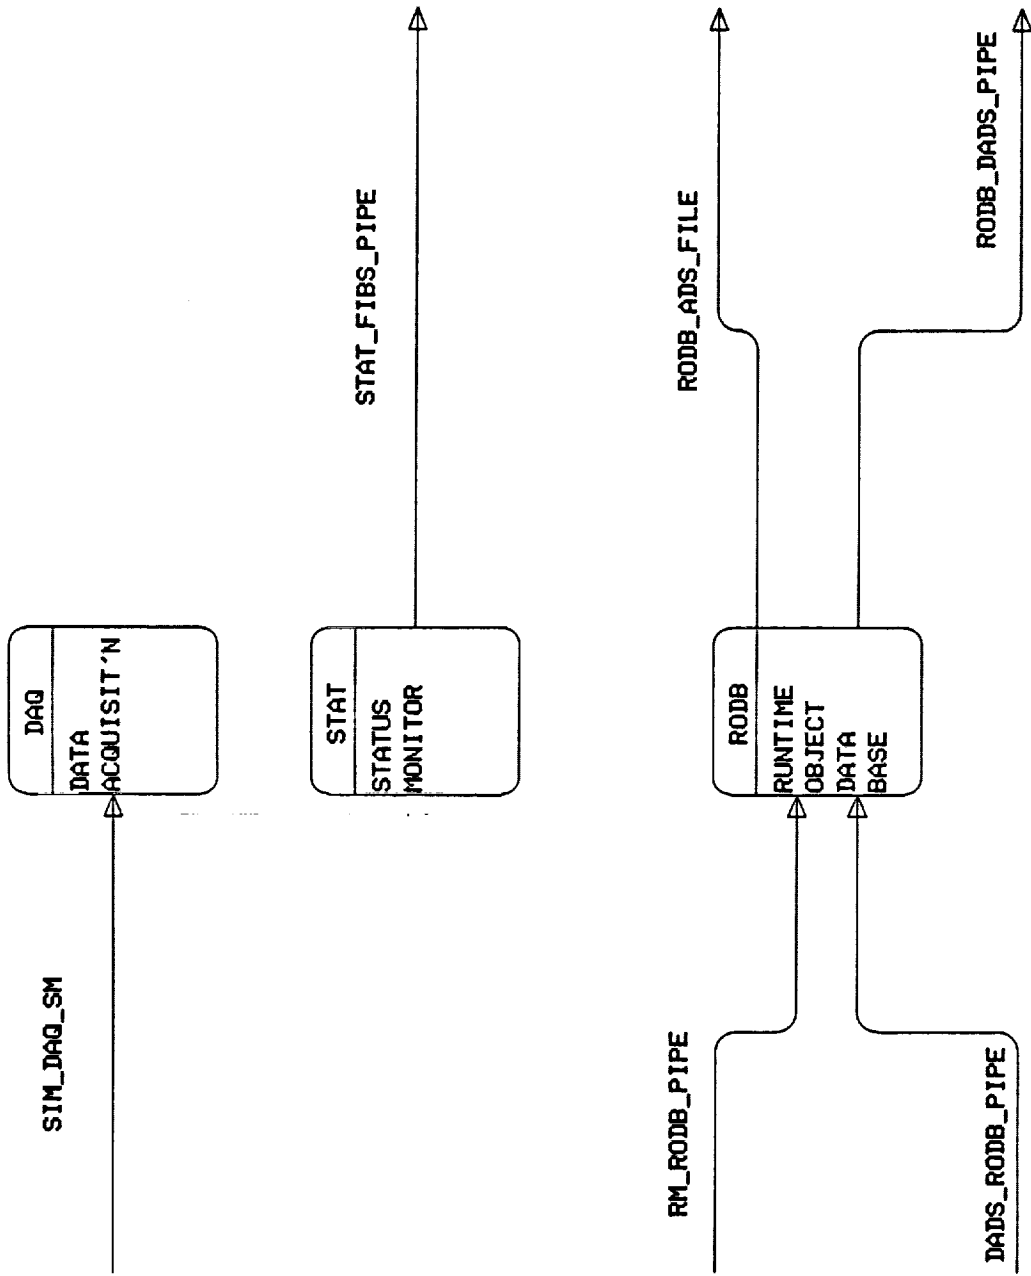 SIM_DAQ_SM
DAQ
DATA
ACQUISIT'N
STAT
STATUS
MONITOR
STAT_FIBS_PIPE
RM_RODB_PIPE
DADS_RODB_PIPE
RODB
RUNTIME
OBJECT
DATA
BASE
RODB_ADS_FILE
RODB_DADS_PIPE